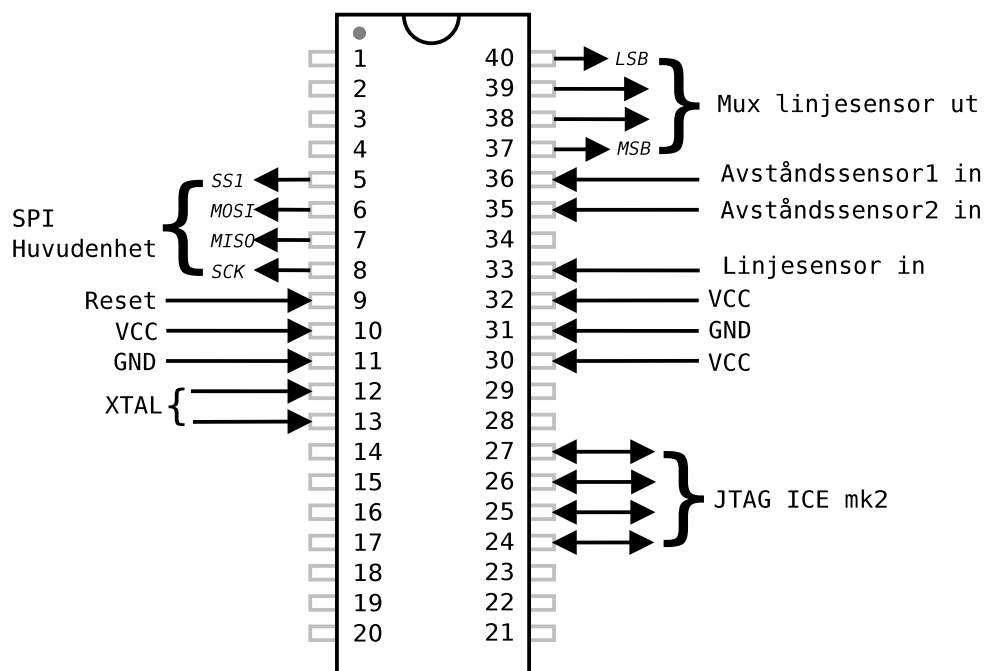 1 40 LSB
2 39
3 38
Mux linjesensor ut
4 37 MSB
SS1 5 36 Avståndssensor1 in
MOSI 6 35 Avståndssensor2 in
SPI
Huvudenhet
MISO 7 34
SCK 8 33 Linjesensor in
Reset 9 32 VCC
VCC 10 31 GND
GND 11 30 VCC
XTAL
12 29
13 28
14 27
15 26
JTAG ICE mk2
16 25
17 24
18 23
19 22
20 21